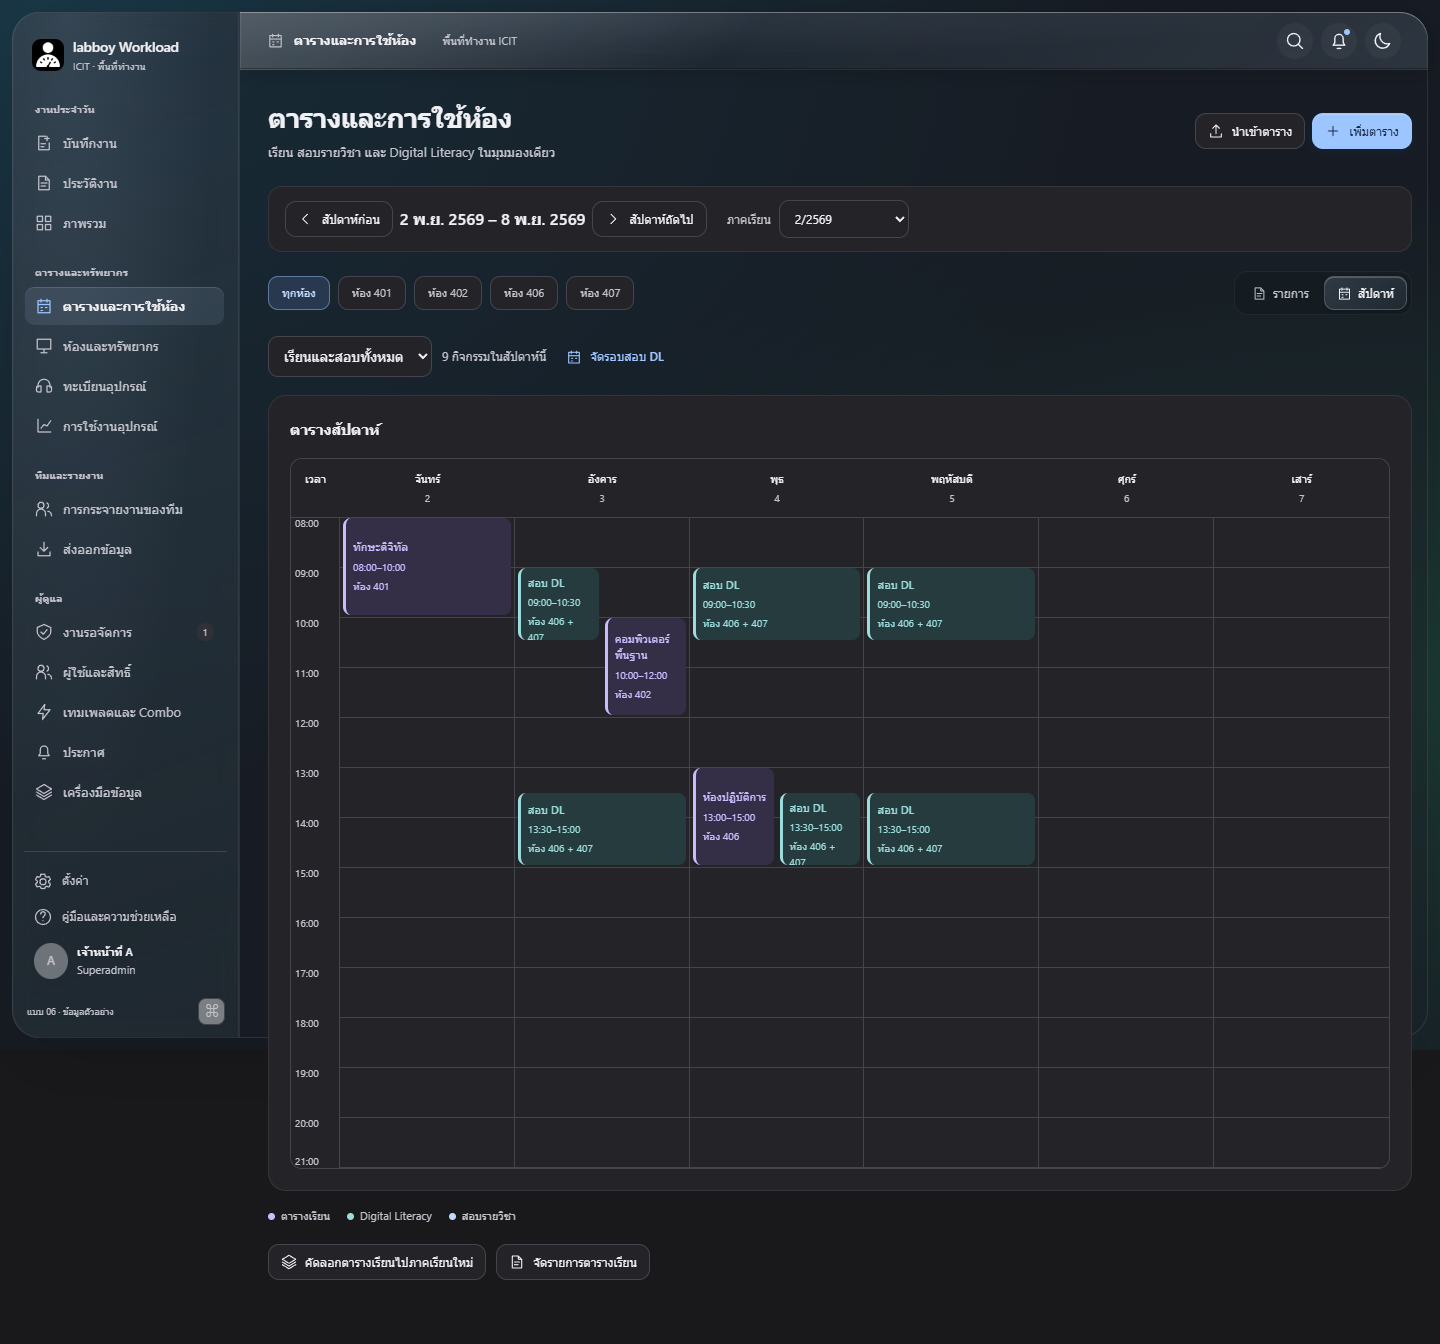 labboy Workload
ICIT · พื้นที่ทำงาน
งานประจำวัน
บันทึกงาน
ประวัติงาน
ภาพรวม
ตารางและทรัพยากร
ตารางและการใช้ห้อง
ห้องและทรัพยากร
ทะเบียนอุปกรณ์
การใช้งานอุปกรณ์
ทีมและรายงาน
การกระจายงานของทีม
ส่งออกข้อมูล
ผู้ดูแล
งานรอจัดการ 1
ผู้ใช้และสิทธิ์
เทมเพลตและ Combo
ประกาศ
เครื่องมือข้อมูล
ตั้งค่า
คู่มือและความช่วยเหลือ
A
เจ้าหน้าที่ A
Superadmin
แบบ 06 · ข้อมูลตัวอย่าง
⌘
ตารางและการใช้ห้อง พื้นที่ทำงาน ICIT
ตารางและการใช้ห้อง
เรียน สอบรายวิชา และ Digital Literacy ในมุมมองเดียว
นำเข้าตาราง
เพิ่มตาราง
สัปดาห์ก่อน 2 พ.ย. 2569 – 8 พ.ย. 2569 สัปดาห์ถัดไป ภาคเรียน 2/2569
ทุกห้อง ห้อง 401 ห้อง 402 ห้อง 406 ห้อง 407 รายการ สัปดาห์
เรียนและสอบทั้งหมด 9 กิจกรรมในสัปดาห์นี้ จัดรอบสอบ DL
ตารางสัปดาห์
เวลา จันทร์ อังคาร พุธ พฤหัสบดี ศุกร์ เสาร์
2 3 4 5 6 7
08:00
09:00
10:00
11:00
12:00
13:00
14:00
15:00
16:00
17:00
18:00
19:00
20:00
21:00
ทักษะดิจิทัล
08:00–10:00
ห้อง 401
สอบ DL
09:00–10:30
ห้อง 406 +
407
คอมพิวเตอร์
พื้นฐาน
10:00–12:00
ห้อง 402
สอบ DL
13:30–15:00
ห้อง 406 + 407
สอบ DL
09:00–10:30
ห้อง 406 + 407
ห้องปฏิบัติการ
13:00–15:00
ห้อง 406
สอบ DL
13:30–15:00
ห้อง 406 +
407
สอบ DL
09:00–10:30
ห้อง 406 + 407
สอบ DL
13:30–15:00
ห้อง 406 + 407
ตารางเรียน Digital Literacy สอบรายวิชา
คัดลอกตารางเรียนไปภาคเรียนใหม่ จัดรายการตารางเรียน